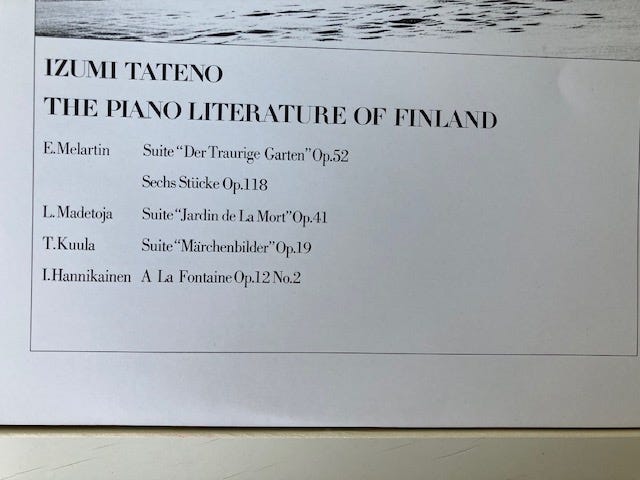 IZUMI TATENO
THE PIANO LITERATURE OF FINLAND
E.Melartin Suite "Der Traurige Garten" Op.52
Sechs Stücke Op.118
L.Madetoja Suite "Jardin de La Mort" Op.41
T.Kuula Suite "Märchenbilder" Op.19
I.Hannikainen A La Fontaine Op.12 No.2